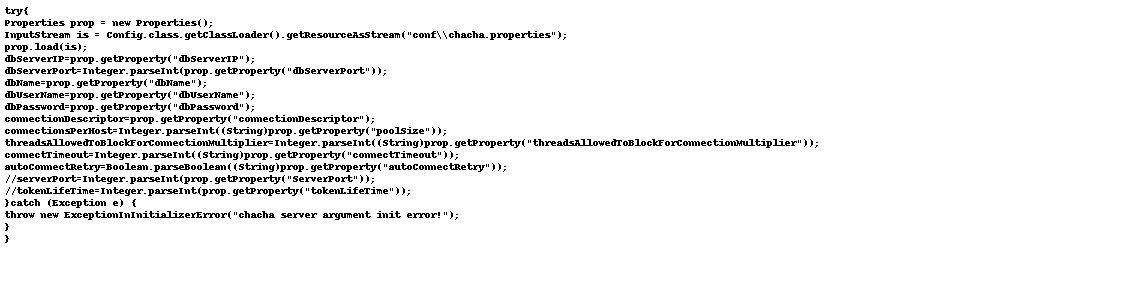 try{
Properties prop = new Properties();
InputStream is = Config.class.getClassLoader().getResourceAsStream("conf\\chacha.properties");
prop.load(is);
dbServerIP=prop.getProperty("dbServerIP");
dbServerPort=Integer.parseInt(prop.getProperty("dbServerPort"));
dbName=prop.getProperty("dbName");
dbUserName=prop.getProperty("dbUserName");
dbPassword=prop.getProperty("dbPassword");
connectionDescriptor=prop.getProperty("connectionDescriptor");
connectionsPerHost=Integer.parseInt((String)prop.getProperty("poolSize"));
threadsAllowedToBlockForConnectionMultiplier=Integer.parseInt((String)prop.getProperty("threadsAllowedToBlockForConnectionMultiplier"));
connectTimeout=Integer.parseInt((String)prop.getProperty("connectTimeout"));
autoConnectRetry=Boolean.parseBoolean((String)prop.getProperty("autoConnectRetry"));
//serverPort=Integer.parseInt(prop.getProperty("ServerPort"));
//tokenLifeTime=Integer.parseInt(prop.getProperty("tokenLifeTime"));
}catch (Exception e) {
throw new ExceptionInInitializerError("chacha server argument init error!");
}
}